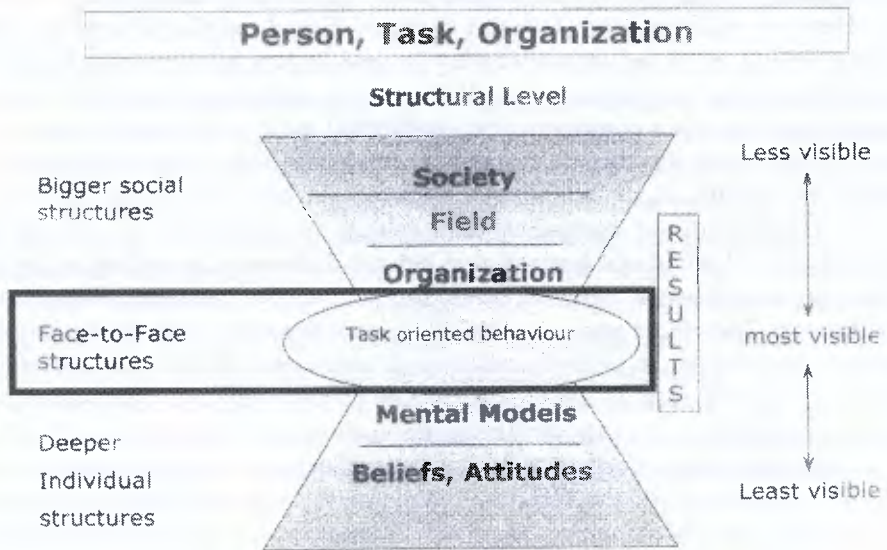 Person, Task, Organization
Structural Level
Less visible
Bigger social
structures
Society
Field
Organization
R
E
S
U
L
T
S
Face-to-Face
structures
Task oriented behaviour
most visible
Mental Models
Deeper
Individual
structures
Beliefs, Attitudes
Least visible